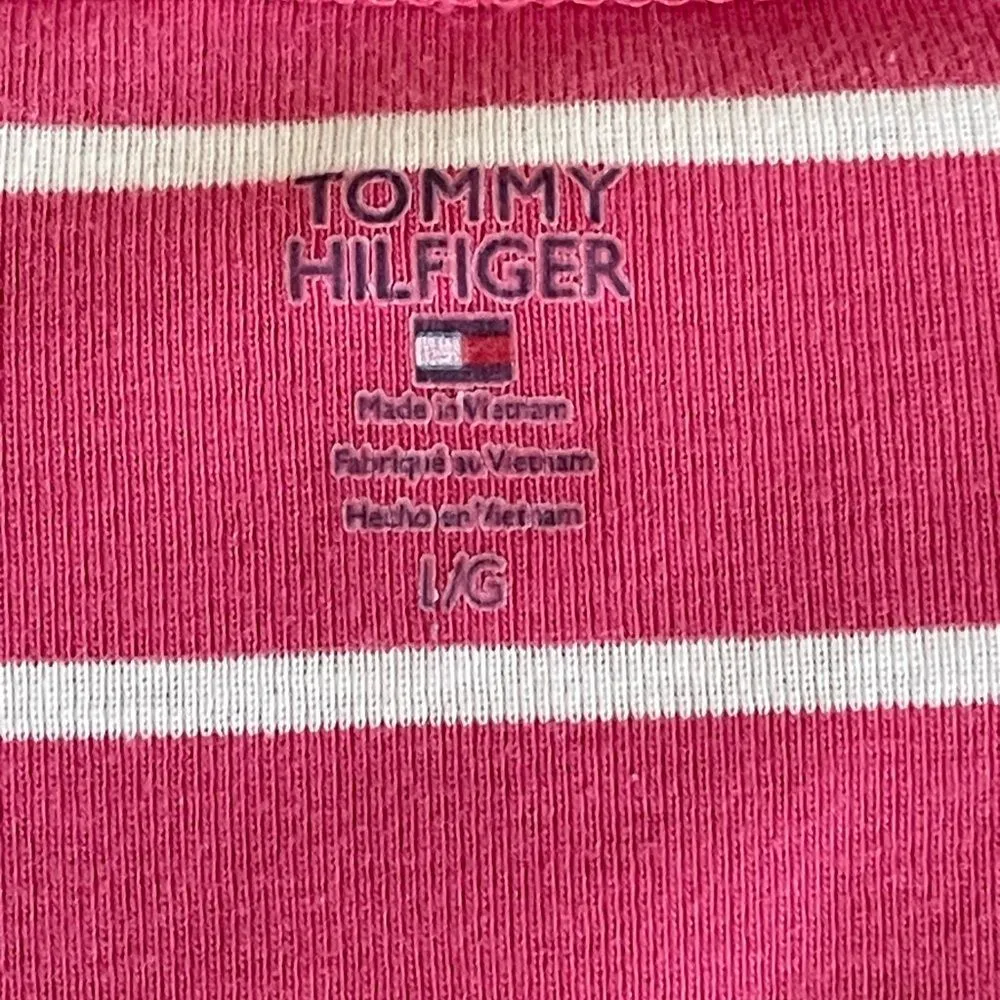 TOMMY
HILFIGER
Made in Vietnam
Fabriqué au Vietnam
Hecho en Vietnam
L/G